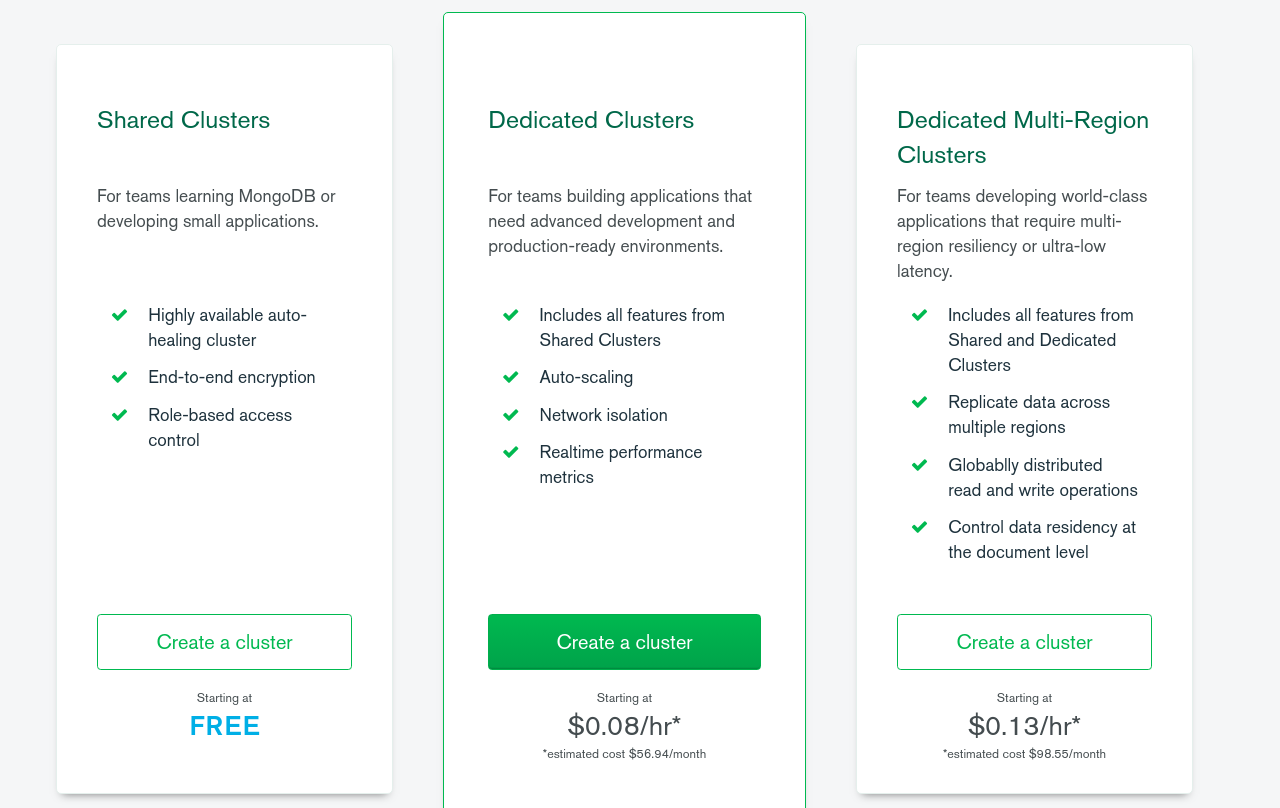 Shared Clusters
For teams learning MongoDB or
developing small applications.
Highly available auto-
healing cluster
End-to-end encryption
Role-based access
control
Create a cluster
Starting at
FREE
Dedicated Clusters
For teams building applications that
need advanced development and
production-ready environments.
Includes all features from
Shared Clusters
Auto-scaling
Network isolation
Realtime performance
metrics
Create a cluster
Starting at
$0.08/hr*
*estimated cost $56.94/month
Dedicated Multi-Region
Clusters
For teams developing world-class
applications that require multi-
region resiliency or ultra-low
latency.
Includes all features from
Shared and Dedicated
Clusters
Replicate data across
multiple regions
Globablly distributed
read and write operations
Control data residency at
the document level
Create a cluster
Starting at
$0.13/hr*
*estimated cost $98.55/month